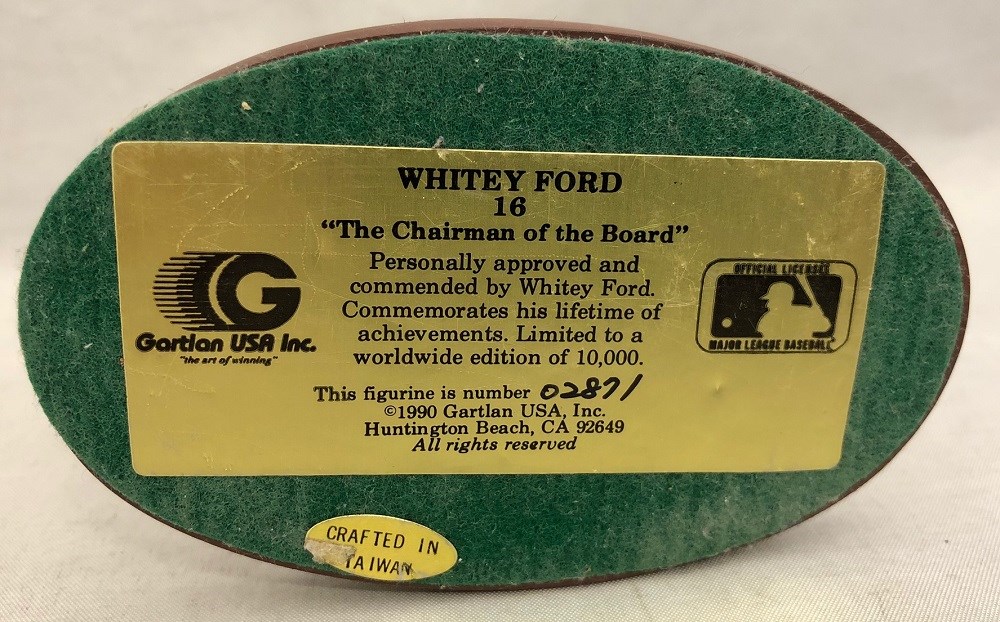 WHITEY FORD
16
“The Chairman of the Board”
Personally approved and
commended by Whitey Ford.
Commemorates his lifetime of
achievements. Limited to a
worldwide edition of 10,000.
This figurine is number 02871
©1990 Gartlan USA, Inc.
Huntington Beach, CA 92649
All rights reserved
G
Gartlan USA Inc.
"the art of winning"
OFFICIAL LICENSEE
MAJOR LEAGUE BASEBALL
CRAFTED IN
TAIWAN